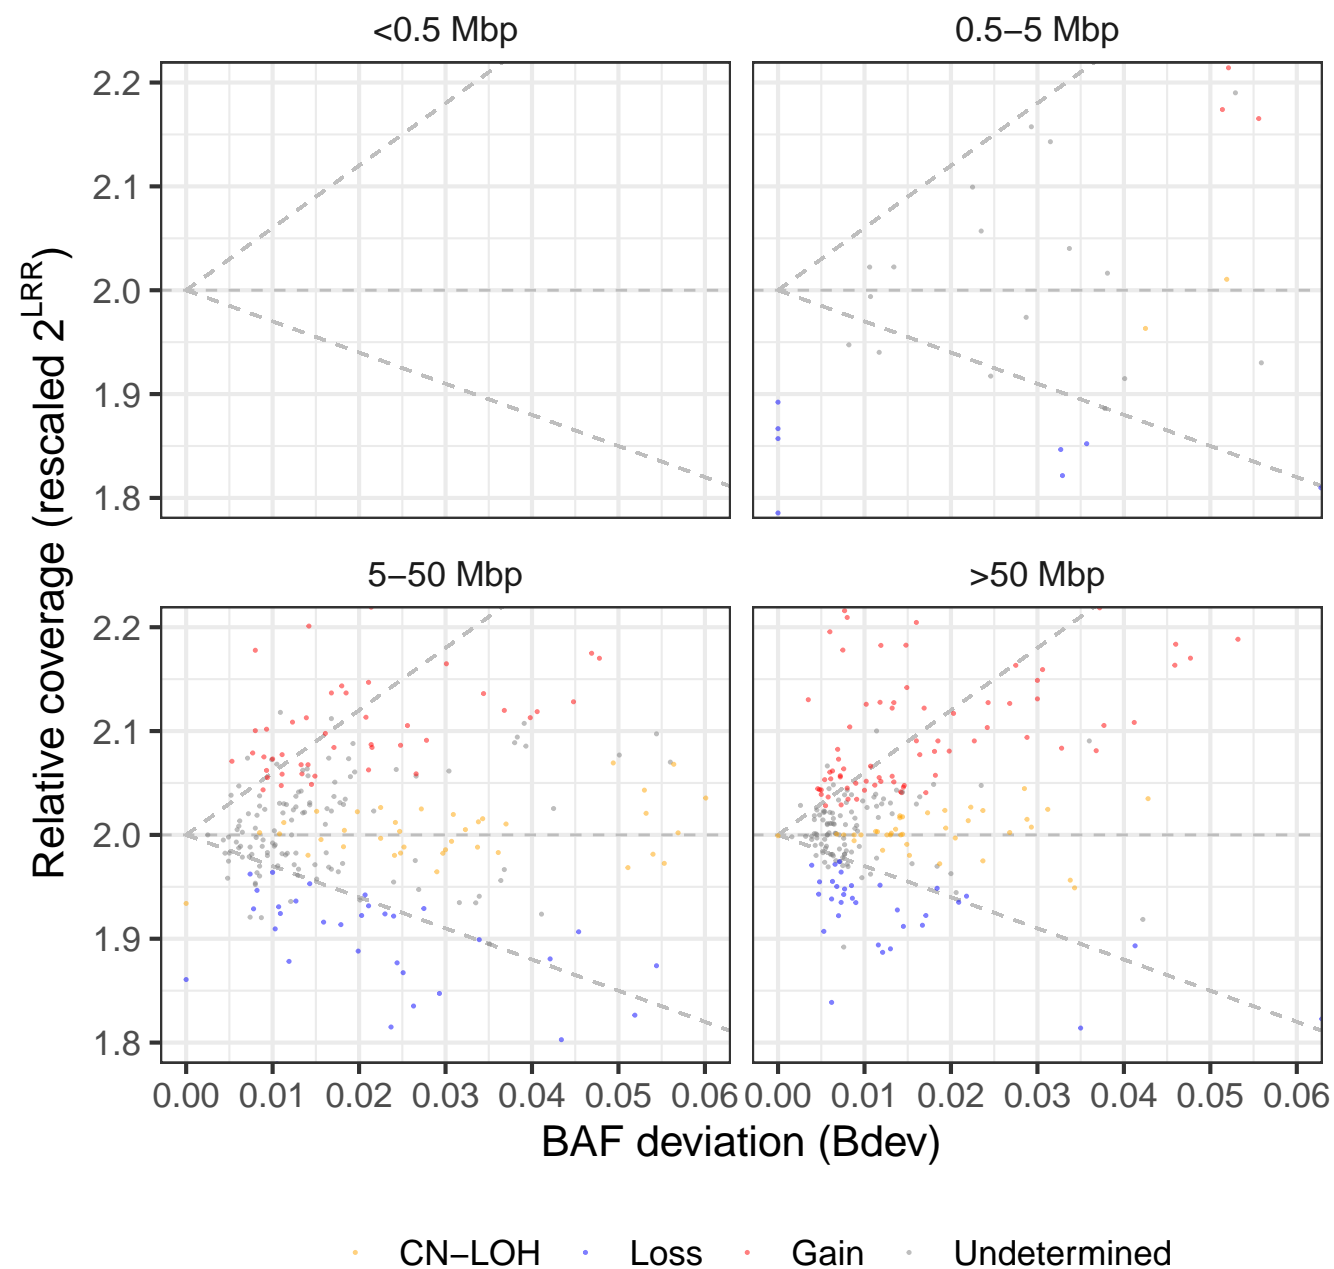 <0.5 Mbp
0.5−5 Mbp
2.2
2.1
2.0
1.9
1.8
5−50 Mbp
>50 Mbp
2.2
2.1
2.0
1.9
1.8
Relative coverage (rescaled 2^LRR)
0.00 0.01 0.02 0.03 0.04 0.05 0.06
0.00 0.01 0.02 0.03 0.04 0.05 0.06
BAF deviation (Bdev)
CN−LOH Loss Gain Undetermined